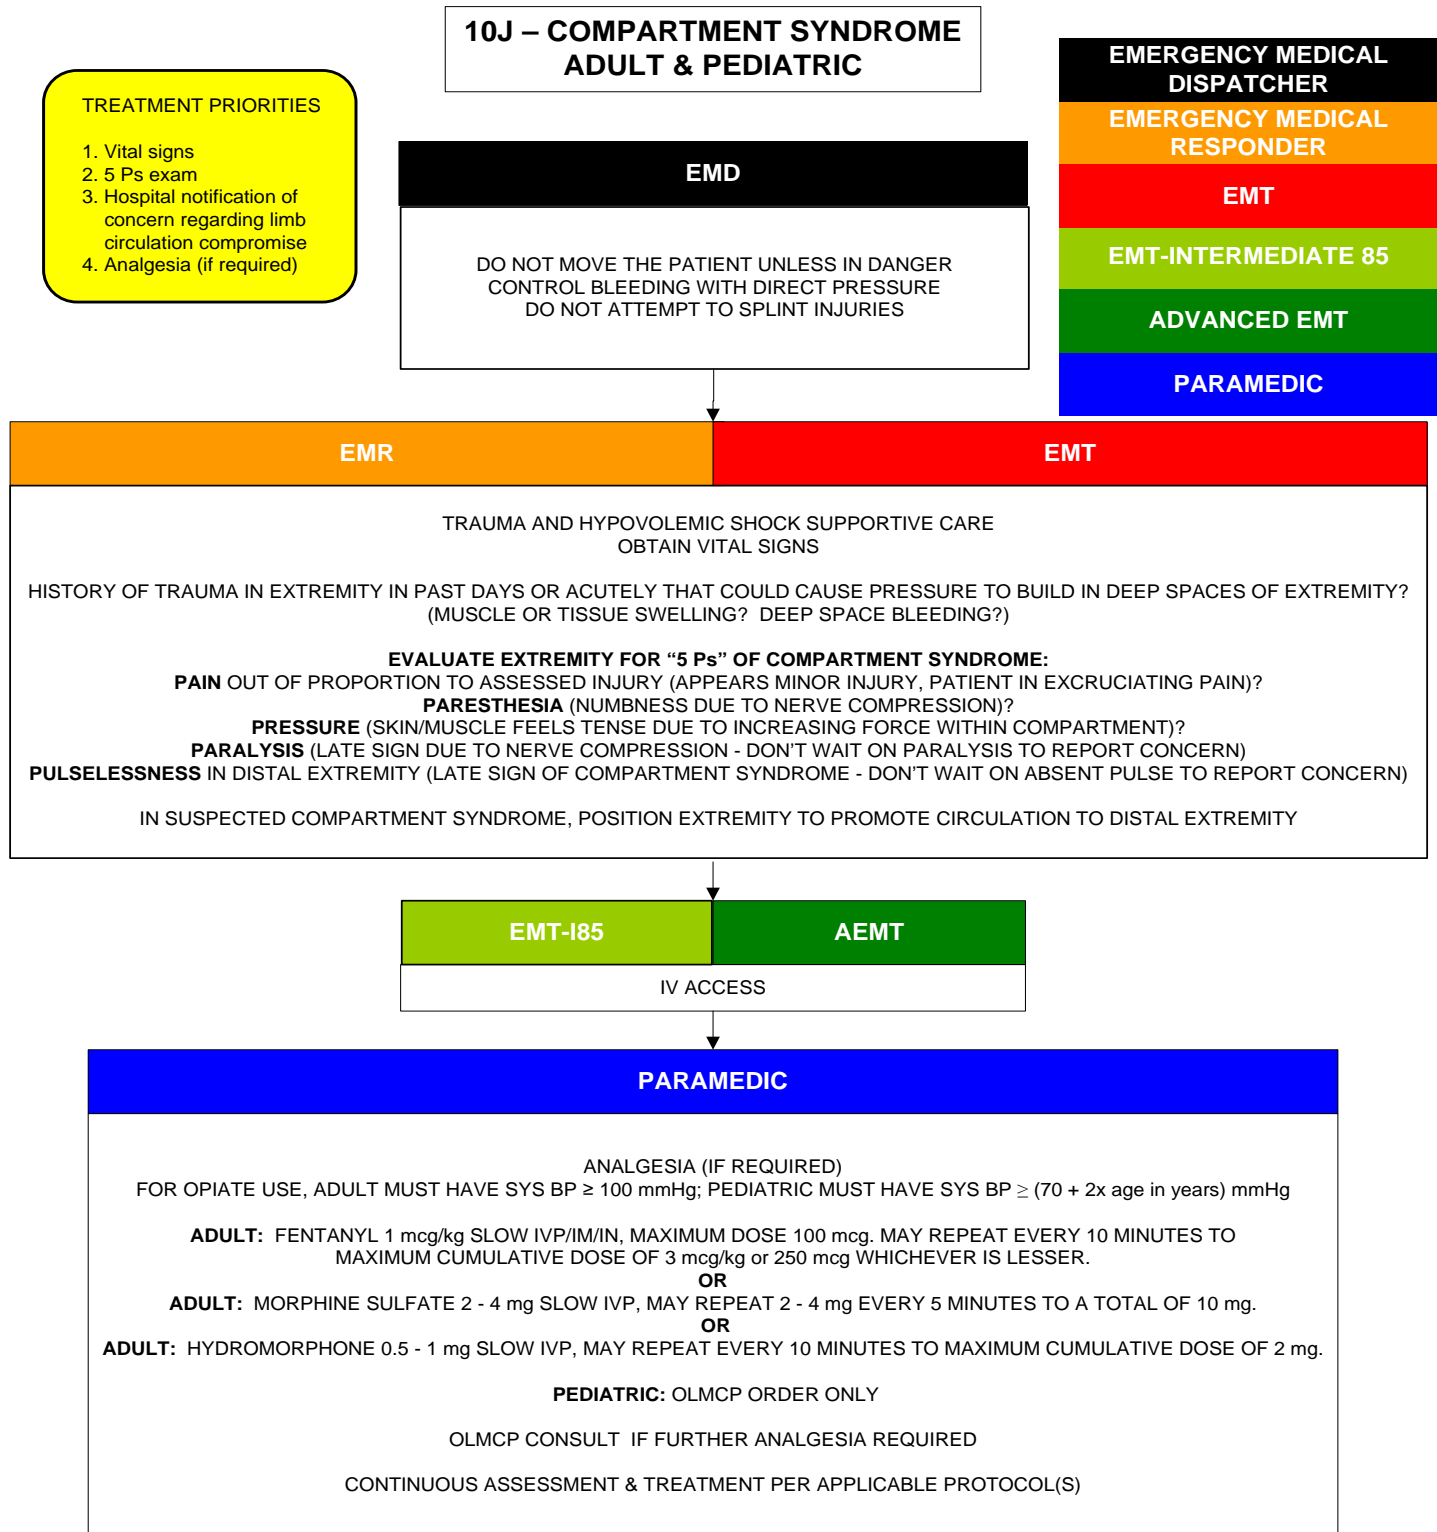 10J – COMPARTMENT SYNDROME
ADULT & PEDIATRIC
TREATMENT PRIORITIES
1. Vital signs
2. 5 Ps exam
3. Hospital notification of
concern regarding limb
circulation compromise
4. Analgesia (if required)
EMERGENCY MEDICAL
DISPATCHER
EMERGENCY MEDICAL
RESPONDER
EMT
EMT-INTERMEDIATE 85
ADVANCED EMT
PARAMEDIC
EMD
DO NOT MOVE THE PATIENT UNLESS IN DANGER
CONTROL BLEEDING WITH DIRECT PRESSURE
DO NOT ATTEMPT TO SPLINT INJURIES
EMR
EMT
TRAUMA AND HYPOVOLEMIC SHOCK SUPPORTIVE CARE
OBTAIN VITAL SIGNS
HISTORY OF TRAUMA IN EXTREMITY IN PAST DAYS OR ACUTELY THAT COULD CAUSE PRESSURE TO BUILD IN DEEP SPACES OF EXTREMITY?
(MUSCLE OR TISSUE SWELLING? DEEP SPACE BLEEDING?)
EVALUATE EXTREMITY FOR “5 Ps” OF COMPARTMENT SYNDROME:
PAIN OUT OF PROPORTION TO ASSESSED INJURY (APPEARS MINOR INJURY, PATIENT IN EXCRUCIATING PAIN)?
PARESTHESIA (NUMBNESS DUE TO NERVE COMPRESSION)?
PRESSURE (SKIN/MUSCLE FEELS TENSE DUE TO INCREASING FORCE WITHIN COMPARTMENT)?
PARALYSIS (LATE SIGN DUE TO NERVE COMPRESSION - DON’T WAIT ON PARALYSIS TO REPORT CONCERN)
PULSELESSNESS IN DISTAL EXTREMITY (LATE SIGN OF COMPARTMENT SYNDROME - DON’T WAIT ON ABSENT PULSE TO REPORT CONCERN)
IN SUSPECTED COMPARTMENT SYNDROME, POSITION EXTREMITY TO PROMOTE CIRCULATION TO DISTAL EXTREMITY
EMT-I85
AEMT
IV ACCESS
PARAMEDIC
ANALGESIA (IF REQUIRED)
FOR OPIATE USE, ADULT MUST HAVE SYS BP ≥ 100 mmHg; PEDIATRIC MUST HAVE SYS BP ≥ (70 + 2x age in years) mmHg
ADULT: FENTANYL 1 mcg/kg SLOW IVP/IM/IN, MAXIMUM DOSE 100 mcg. MAY REPEAT EVERY 10 MINUTES TO
MAXIMUM CUMULATIVE DOSE OF 3 mcg/kg or 250 mcg WHICHEVER IS LESSER.
OR
ADULT: MORPHINE SULFATE 2 - 4 mg SLOW IVP, MAY REPEAT 2 - 4 mg EVERY 5 MINUTES TO A TOTAL OF 10 mg.
OR
ADULT: HYDROMORPHONE 0.5 - 1 mg SLOW IVP, MAY REPEAT EVERY 10 MINUTES TO MAXIMUM CUMULATIVE DOSE OF 2 mg.
PEDIATRIC: OLMCP ORDER ONLY
OLMCP CONSULT IF FURTHER ANALGESIA REQUIRED
CONTINUOUS ASSESSMENT & TREATMENT PER APPLICABLE PROTOCOL(S)